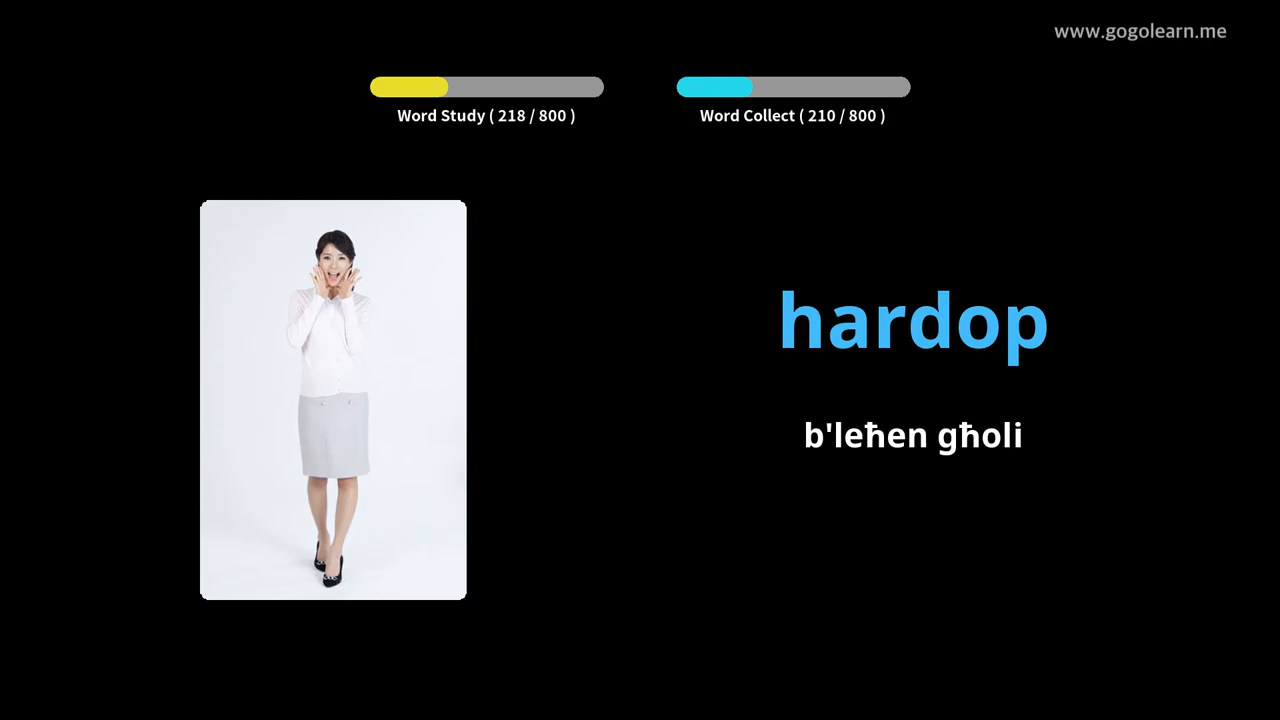 www.gogolearn.me
Word Study ( 218 / 800 )
Word Collect ( 210 / 800 )
hardop
b'leħen għoli